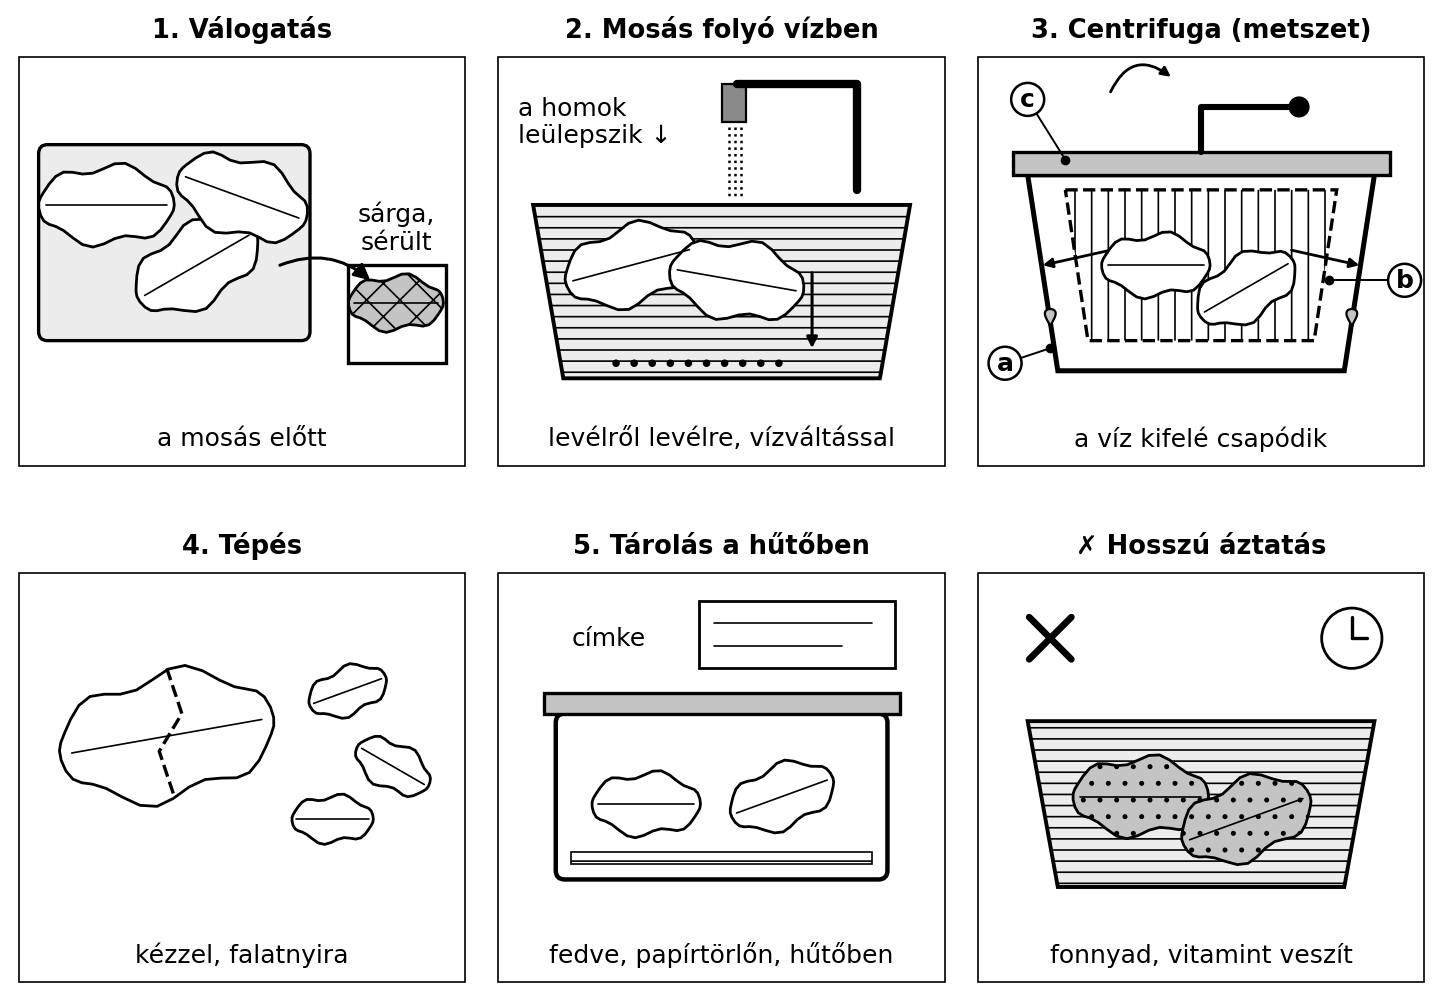 1. Válogatás
sárga,
sérült
a mosás előtt
2. Mosás folyó vízben
a homok
leülepszik ↓
levélről levélre, vízváltással
3. Centrifuga (metszet)
c
b
a
a víz kifelé csapódik
4. Tépés
kézzel, falatnyira
5. Tárolás a hűtőben
címke
fedve, papírtörlőn, hűtőben
✗ Hosszú áztatás
fonnyad, vitamint veszít